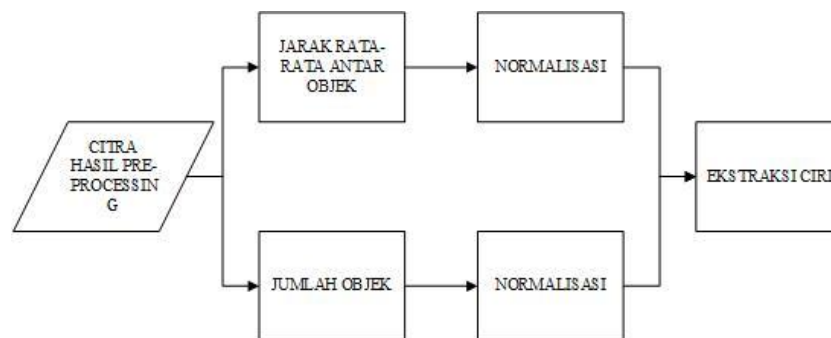 JARAK RATA-
RATA ANTAR
OBJEK
NORMALISASI
CITRA
HASIL PRE-
PROCESSIN
G
EKSTRAKSI CIRI
JUMLAH OBJEK
NORMALISASI